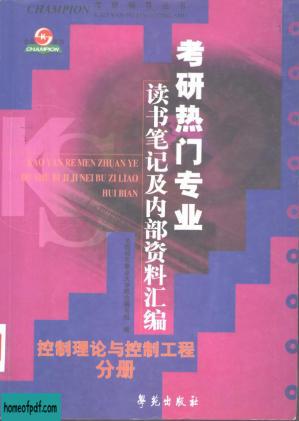 CHAMPION
CHAMPION
考研热门专业
读书笔记及内部资料汇编
KAO YAN RE MEN ZHUAN YE
DU SHU BI JI JI NEI BU ZI LIAO
HUI BIAN
控制理论与控制工程
分册
学苑出版社
homeofpdf.com